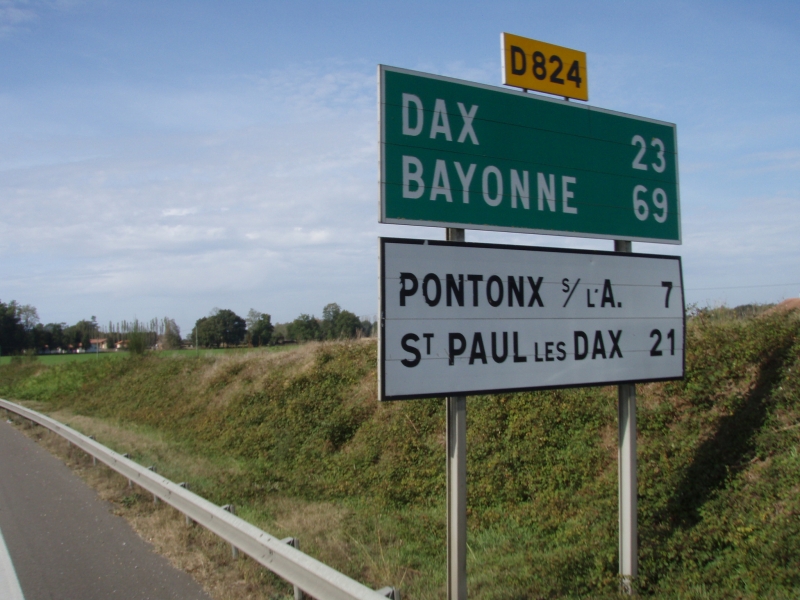 D824
DAX 23
BAYONNE 69
PONTONX S/ L'A. 7
ST PAUL LES DAX 21